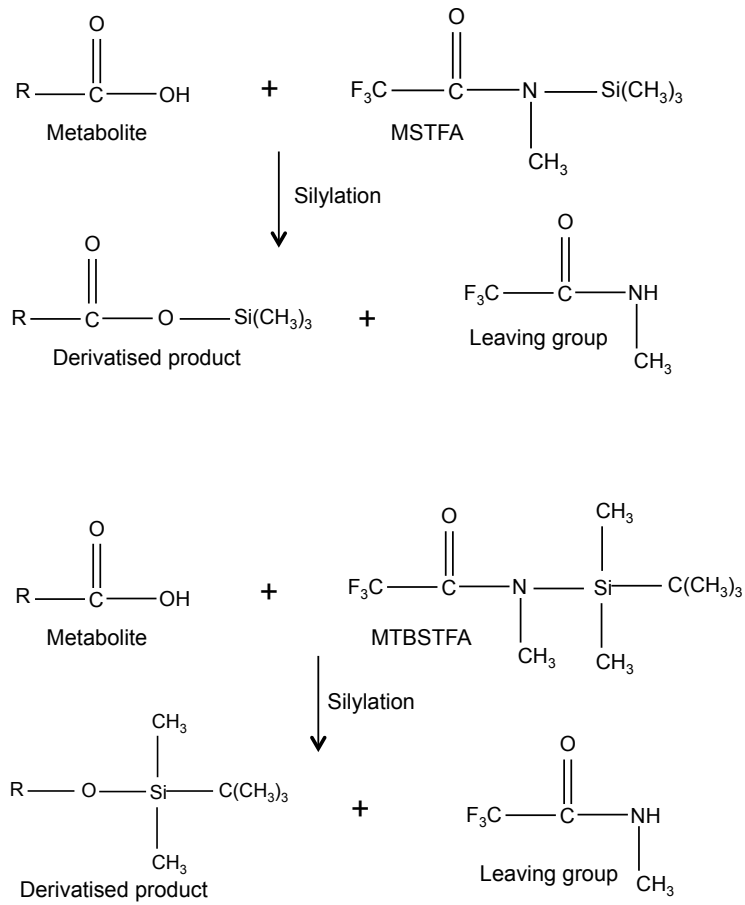 O O
R C OH + F₃C C N Si(CH₃)₃
Metabolite MSTFA
CH₃
Silylation
O O
R C O Si(CH₃)₃ + F₃C C NH
Derivatised product Leaving group
CH₃
CH₃
O O
R C OH + F₃C C N Si C(CH₃)₃
Metabolite MTBSTFA
CH₃ CH₃
Silylation
CH₃
O
R O Si C(CH₃)₃ + F₃C C NH
CH₃
Derivatised product Leaving group CH₃